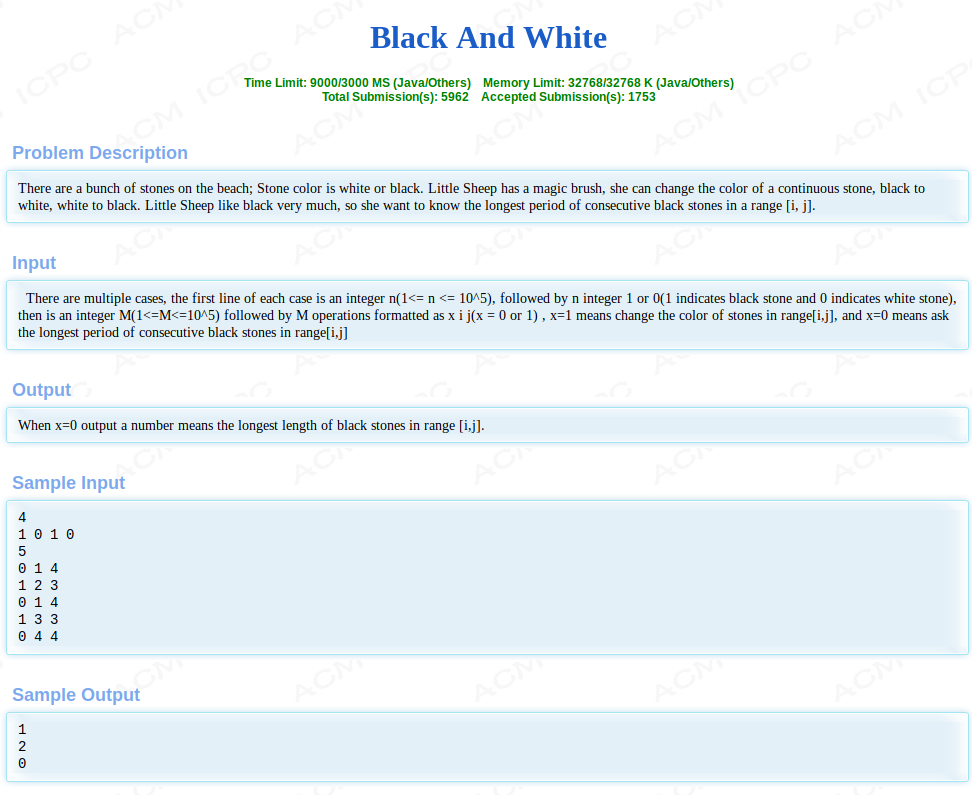 Black And White
Time Limit: 9000/3000 MS (Java/Others)    Memory Limit: 32768/32768 K (Java/Others)
Total Submission(s): 5962    Accepted Submission(s): 1753
Problem Description
There are a bunch of stones on the beach; Stone color is white or black. Little Sheep has a magic brush, she can change the color of a continuous stone, black to
white, white to black. Little Sheep like black very much, so she want to know the longest period of consecutive black stones in a range [i, j].
Input
There are multiple cases, the first line of each case is an integer n(1<= n <= 10^5), followed by n integer 1 or 0(1 indicates black stone and 0 indicates white stone),
then is an integer M(1<=M<=10^5) followed by M operations formatted as x i j(x = 0 or 1) , x=1 means change the color of stones in range[i,j], and x=0 means ask
the longest period of consecutive black stones in range[i,j]
Output
When x=0 output a number means the longest length of black stones in range [i,j].
Sample Input
4
1 0 1 0
5
0 1 4
1 2 3
0 1 4
1 3 3
0 4 4
Sample Output
1
2
0